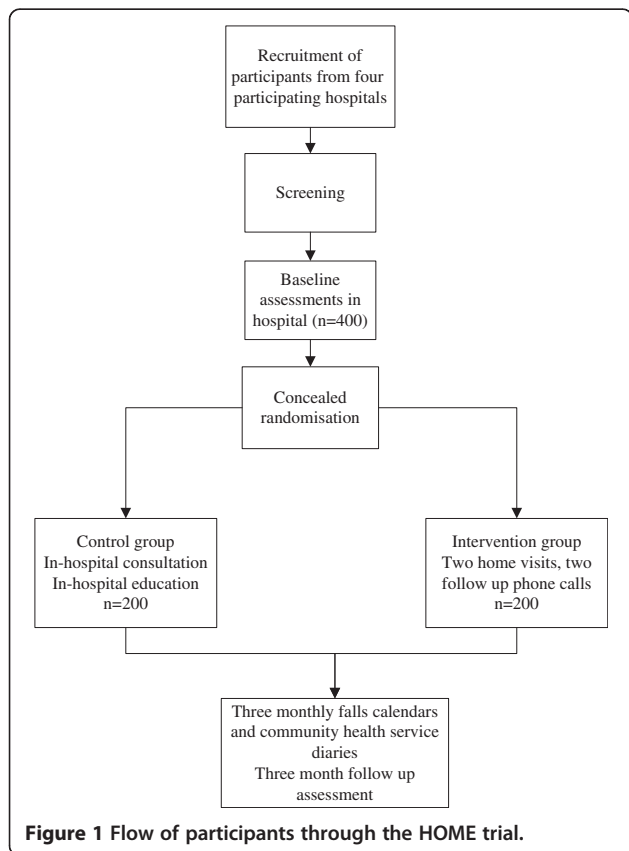 Recruitment of
participants from four
participating hospitals
Screening
Baseline
assessments in
hospital (n=400)
Concealed
randomisation
Control group
In-hospital consultation
In-hospital education
n=200
Intervention group
Two home visits, two
follow up phone calls
n=200
Three monthly falls calendars
and community health service
diaries
Three month follow up
assessment
Figure 1 Flow of participants through the HOME trial.